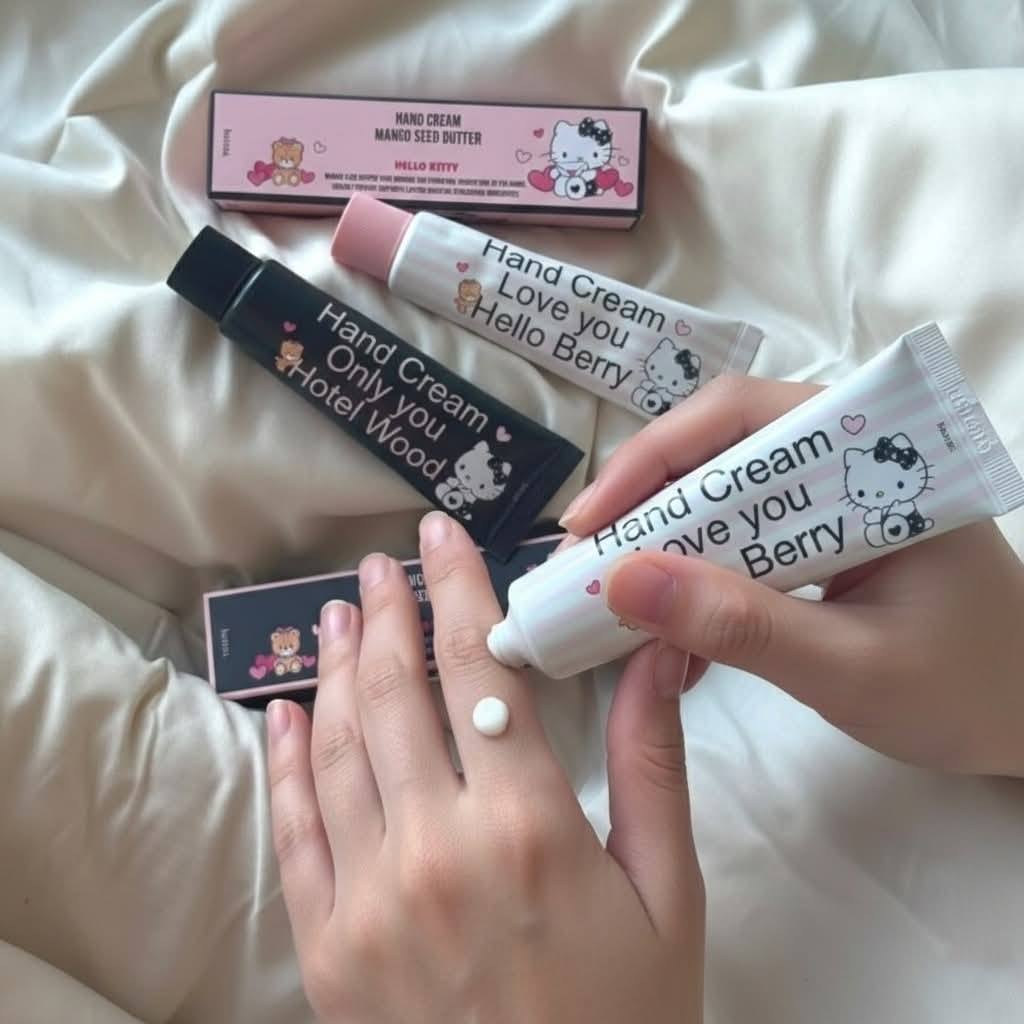 HAND CREAM
MANGO SEED BUTTER
HELLO KITTY
Hand Cream
Love you
Hello Berry
Hand Cream
Only you
Hotel Wood
Hand Cream
ove you
Berry